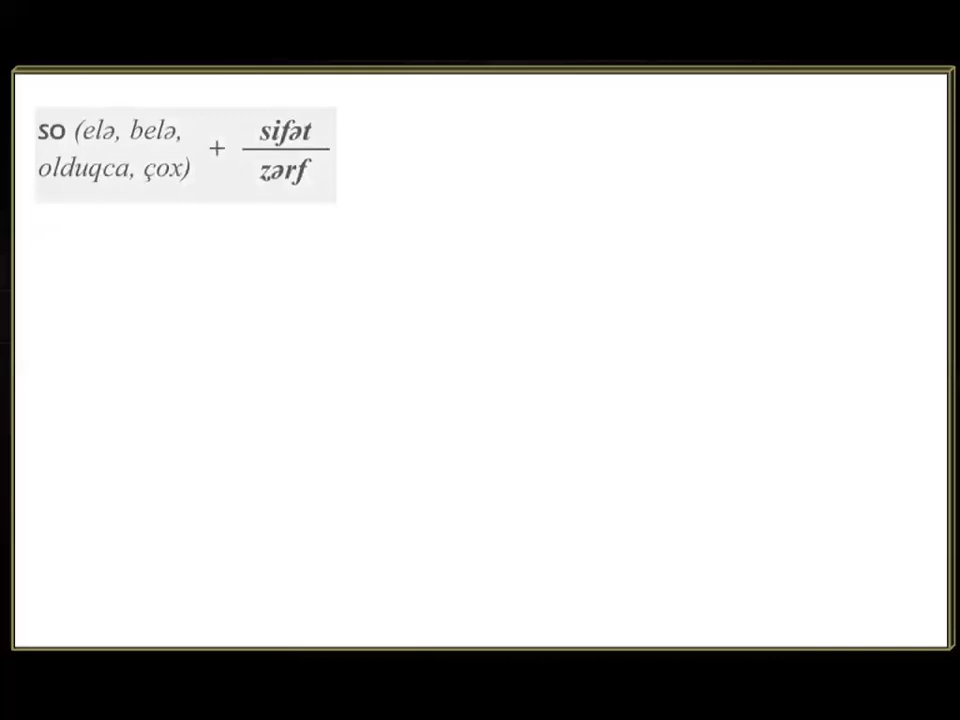 so (elə, belə,
olduqca, çox)
+
sifət
zərf